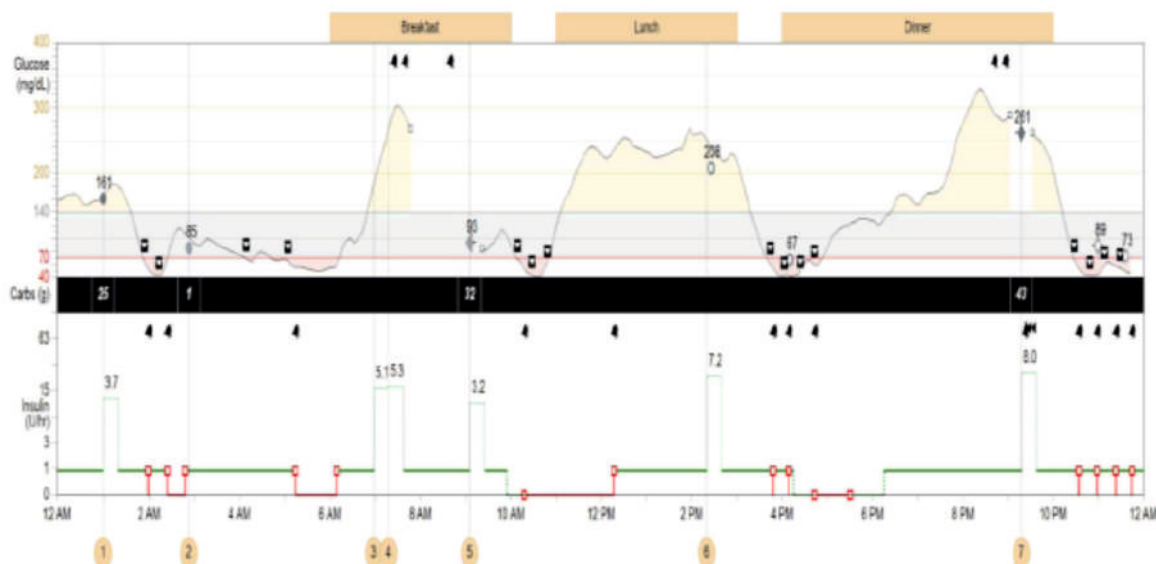 Breakfast Lunch Dinner
400
Glucose
(mg/dL)
300
200
140
70
40
161 85 93 206 67 261 89 73
Carbs (g) 25 1 32 43
63
15
Insulin
(U/hr)
3
1
0
3.7 5.1 5.3 3.2 7.2 8.0
12 AM 2 AM 4 AM 6 AM 8 AM 10 AM 12 PM 2 PM 4 PM 6 PM 8 PM 10 PM 12 AM
1 2 3 4 5 6 7